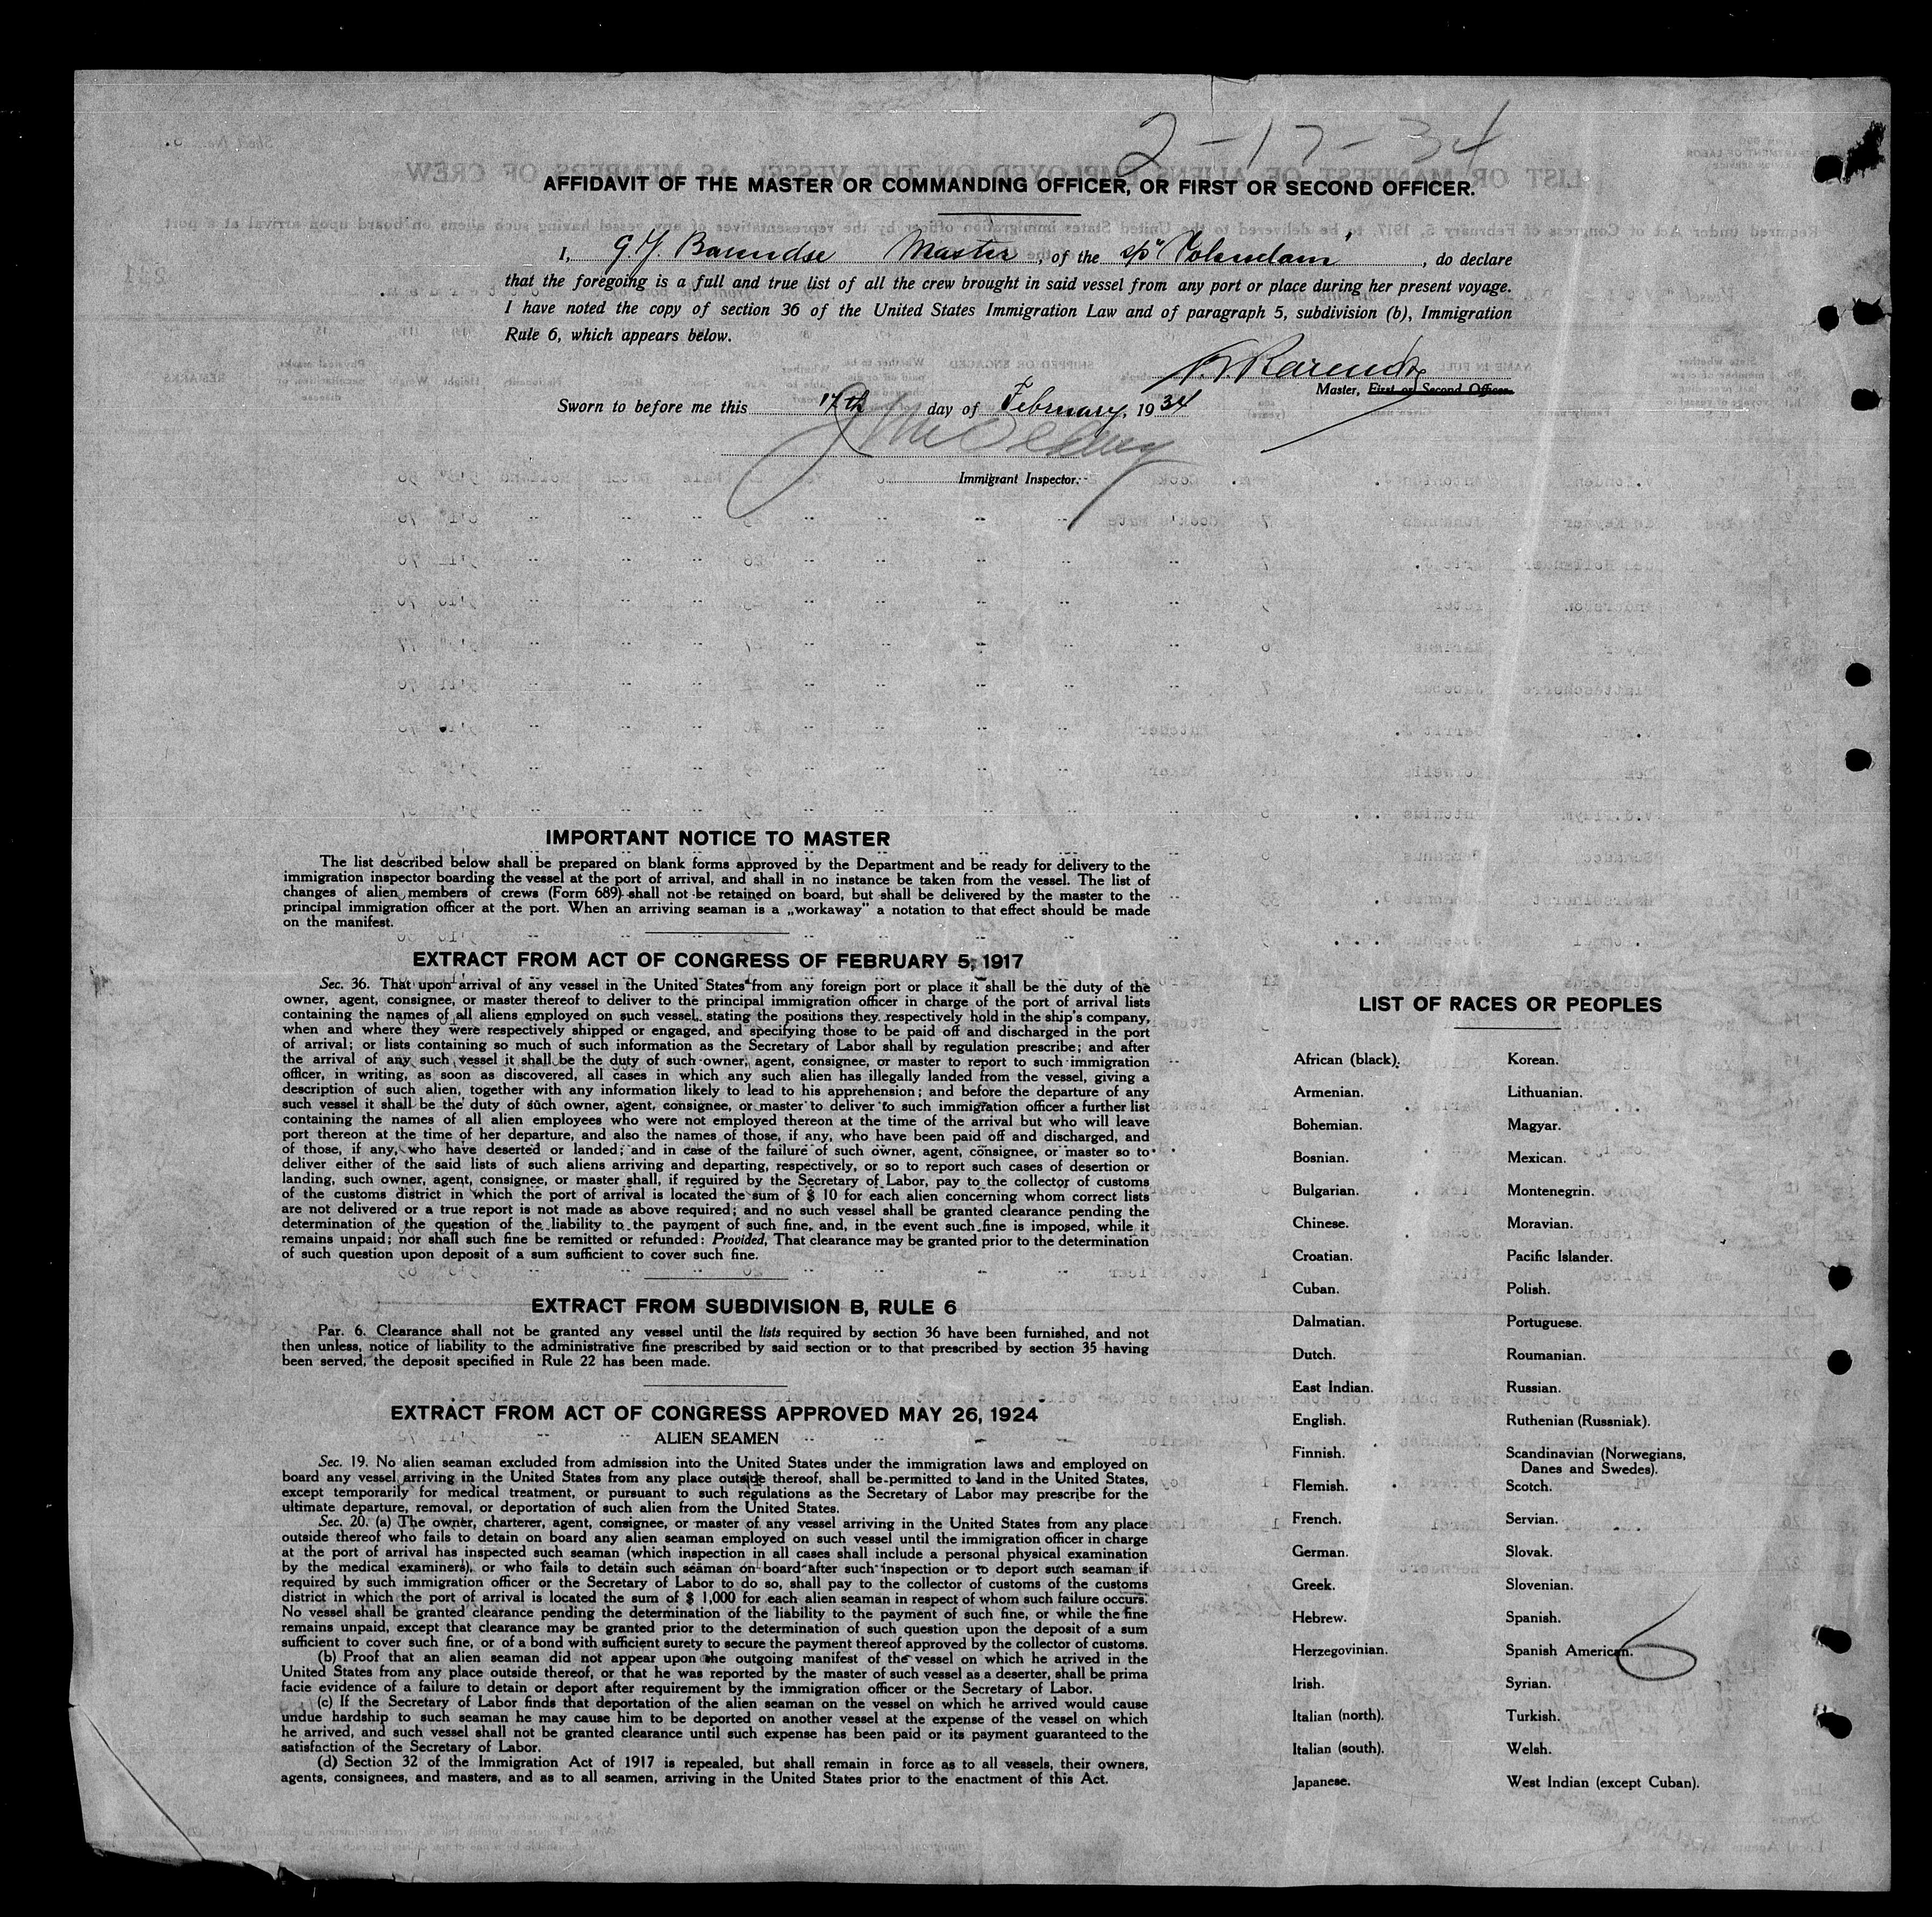 2-17-34
AFFIDAVIT OF THE MASTER OR COMMANDING OFFICER, OR FIRST OR SECOND OFFICER.
I, Master, of the do declare
that the foregoing is a full and true list of all the crew brought in said vessel from any port or place during her present voyage.
I have noted the copy of section 36 of the United States Immigration Law and of paragraph 5, subdivision (b), Immigration
Rule 6, which appears below.
Master, First or Second Officer.
Sworn to before me this 17th day of February, 1934
Immigrant Inspector.
IMPORTANT NOTICE TO MASTER
The list described below shall be prepared on blank forms approved by the Department and be ready for delivery to the
immigration inspector boarding the vessel at the port of arrival, and shall in no instance be taken from the vessel. The list of
changes of alien members of crews (Form 689) shall not be retained on board, but shall be delivered by the master to the
principal immigration officer at the port. When an arriving seaman is a „workaway” a notation to that effect should be made
on the manifest.
EXTRACT FROM ACT OF CONGRESS OF FEBRUARY 5, 1917
Sec. 36. That upon arrival of any vessel in the United States from any foreign port or place it shall be the duty of the
owner, agent, consignee, or master thereof to deliver to the principal immigration officer in charge of the port of arrival lists
containing the names of all aliens employed on such vessel, stating the positions they respectively hold in the ship's company,
when and where they were respectively shipped or engaged, and specifying those to be paid off and discharged in the port
of arrival; or lists containing so much of such information as the Secretary of Labor shall by regulation prescribe; and after
the arrival of any such vessel it shall be the duty of such owner, agent, consignee, or master to report to such immigration
officer, in writing, as soon as discovered, all cases in which any such alien has illegally landed from the vessel, giving a
description of such alien, together with any information likely to lead to his apprehension; and before the departure of any
such vessel it shall be the duty of such owner, agent, consignee, or master to deliver to such immigration officer a further list
containing the names of all alien employees who were not employed thereon at the time of the arrival but who will leave
port thereon at the time of her departure, and also the names of those, if any, who have been paid off and discharged, and
of those, if any, who have deserted or landed; and in case of the failure of such owner, agent, consignee, or master so to
deliver either of the said lists of such aliens arriving and departing, respectively, or so to report such cases of desertion or
landing, such owner, agent, consignee, or master shall, if required by the Secretary of Labor, pay to the collector of customs
of the customs district in which the port of arrival is located the sum of $ 10 for each alien concerning whom correct lists
are not delivered or a true report is not made as above required; and no such vessel shall be granted clearance pending the
determination of the question of the liability to the payment of such fine, and, in the event such fine is imposed, while it
remains unpaid; nor shall such fine be remitted or refunded: Provided, That clearance may be granted prior to the determination
of such question upon deposit of a sum sufficient to cover such fine.
EXTRACT FROM SUBDIVISION B, RULE 6
Par. 6. Clearance shall not be granted any vessel until the lists required by section 36 have been furnished, and not
then unless, notice of liability to the administrative fine prescribed by said section or to that prescribed by section 35 having
been served, the deposit specified in Rule 22 has been made.
EXTRACT FROM ACT OF CONGRESS APPROVED MAY 26, 1924
ALIEN SEAMEN
Sec. 19. No alien seaman excluded from admission into the United States under the immigration laws and employed on
board any vessel arriving in the United States from any place outside thereof, shall be permitted to land in the United States,
except temporarily for medical treatment, or pursuant to such regulations as the Secretary of Labor may prescribe for the
ultimate departure, removal, or deportation of such alien from the United States.
Sec. 20. (a) The owner, charterer, agent, consignee, or master of any vessel arriving in the United States from any place
outside thereof who fails to detain on board any alien seaman employed on such vessel until the immigration officer in charge
at the port of arrival has inspected such seaman (which inspection in all cases shall include a personal physical examination
by the medical examiners), or who fails to detain such seaman on board after such inspection or to deport such seaman if
required by such immigration officer or the Secretary of Labor to do so, shall pay to the collector of customs of the customs
district in which the port of arrival is located the sum of $ 1,000 for each alien seaman in respect of whom such failure occurs.
No vessel shall be granted clearance pending the determination of the liability to the payment of such fine, or while the fine
remains unpaid, except that clearance may be granted prior to the determination of such question upon the deposit of a sum
sufficient to cover such fine, or of a bond with sufficient surety to secure the payment thereof approved by the collector of customs.
(b) Proof that an alien seaman did not appear upon the outgoing manifest of the vessel on which he arrived in the
United States from any place outside thereof, or that he was reported by the master of such vessel as a deserter, shall be prima
facie evidence of a failure to detain or deport after requirement by the immigration officer or the Secretary of Labor.
(c) If the Secretary of Labor finds that deportation of the alien seaman on the vessel on which he arrived would cause
undue hardship to such seaman he may cause him to be deported on another vessel at the expense of the vessel on which
he arrived, and such vessel shall not be granted clearance until such expense has been paid or its payment guaranteed to the
satisfaction of the Secretary of Labor.
(d) Section 32 of the Immigration Act of 1917 is repealed, but shall remain in force as to all vessels, their owners,
agents, consignees, and masters, and as to all seamen, arriving in the United States prior to the enactment of this Act.
LIST OF RACES OR PEOPLES
African (black).
Armenian.
Bohemian.
Bosnian.
Bulgarian.
Chinese.
Croatian.
Cuban.
Dalmatian.
Dutch.
East Indian.
English.
Finnish.
Flemish.
French.
German.
Greek.
Hebrew.
Herzegovinian.
Irish.
Italian (north).
Italian (south).
Japanese.
Korean.
Lithuanian.
Magyar.
Mexican.
Montenegrin.
Moravian.
Pacific Islander.
Polish.
Portuguese.
Roumanian.
Russian.
Ruthenian (Russniak).
Scandinavian (Norwegians,
Danes and Swedes).
Scotch.
Servian.
Slovak.
Slovenian.
Spanish.
Spanish American.
Syrian.
Turkish.
Welsh.
West Indian (except Cuban).
6